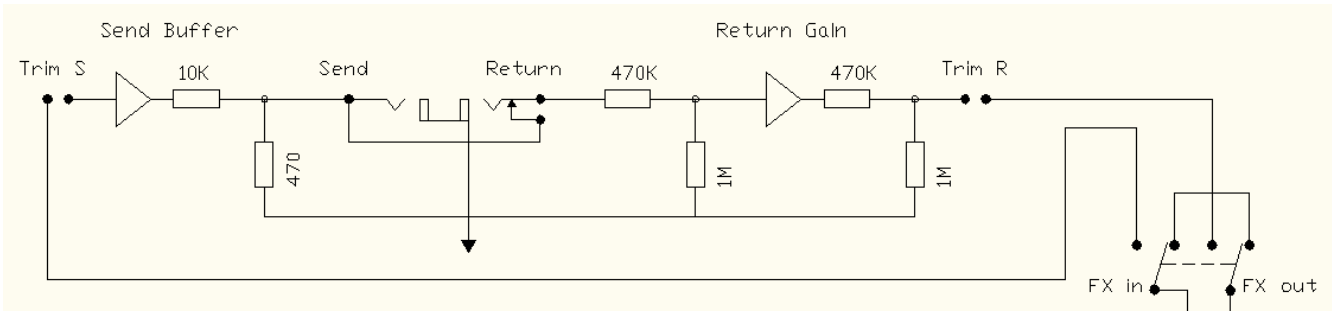 Send Buffer
Return Gain
Trim S
10K
Send
Return
470K
470K
Trim R
470
1M
1M
FX in
FX out